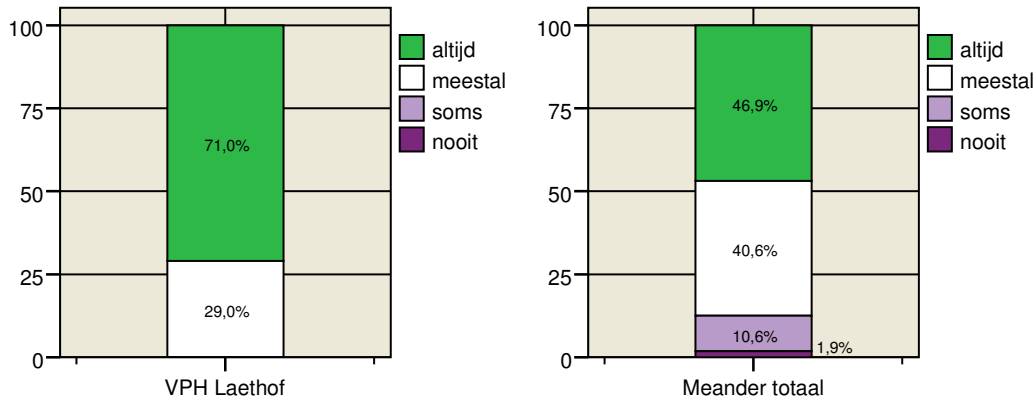 100
75
50
25
0
71,0%
29,0%
VPH Laethof
altijd
meestal
soms
nooit
100
75
50
25
0
46,9%
40,6%
10,6%
1,9%
Meander totaal
altijd
meestal
soms
nooit